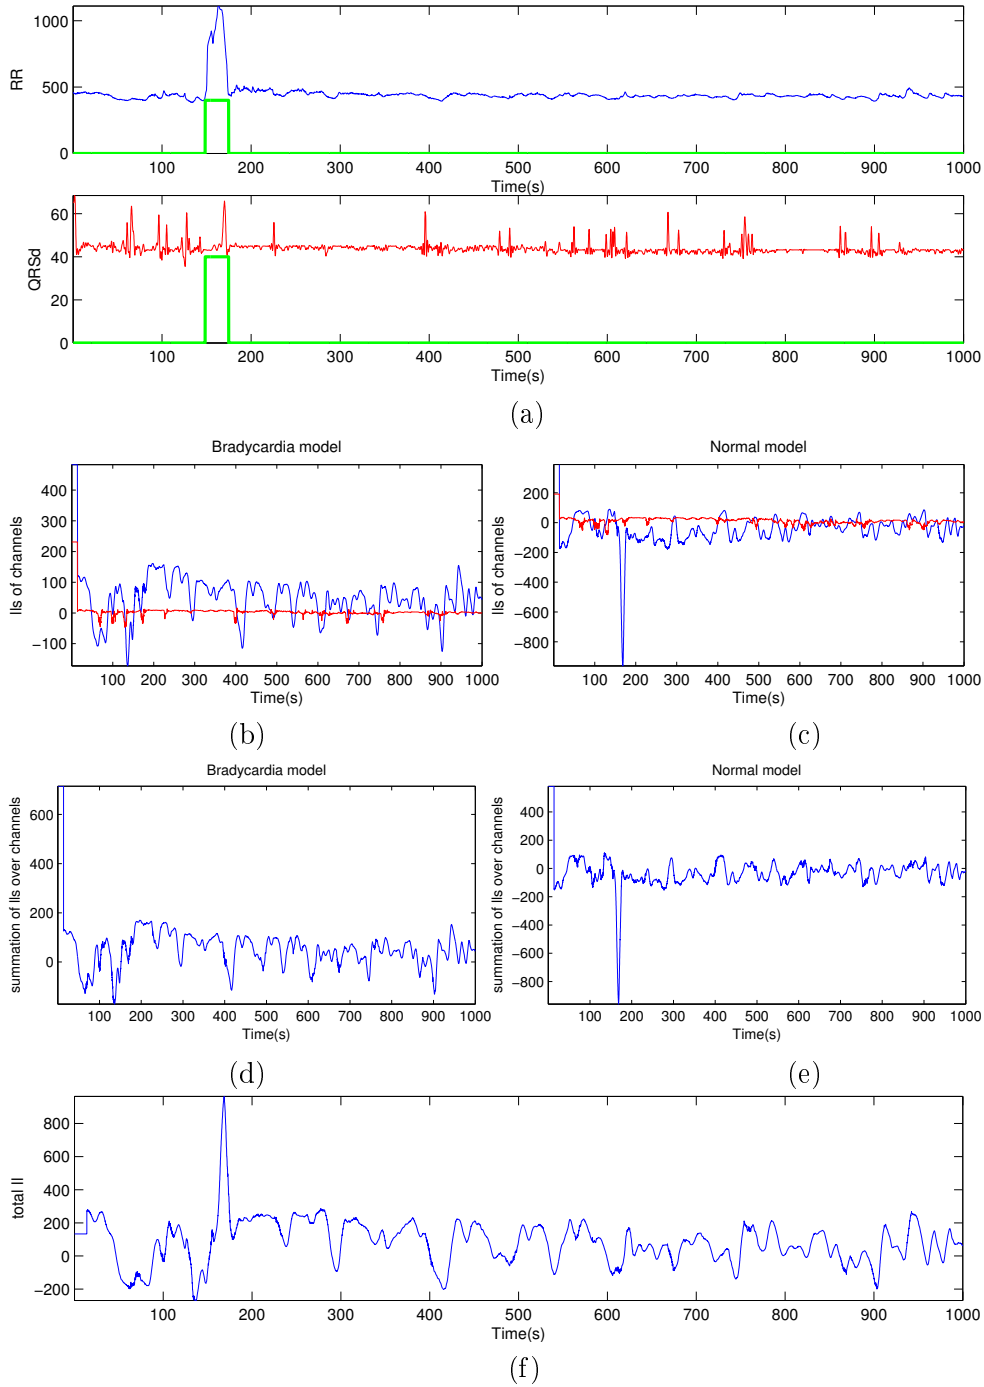 1000
500
0
RR
100 200 300 400 500 600 700 800 900 1000
Time(s)
60
40
20
0
QRSd
100 200 300 400 500 600 700 800 900 1000
Time(s)
(a)
Bradycardia model
400
300
200
100
0
−100
lls of channels
100 200 300 400 500 600 700 800 900 1000
Time(s)
(b)
Normal model
200
0
−200
−400
−600
−800
lls of channels
100 200 300 400 500 600 700 800 900 1000
Time(s)
(c)
Bradycardia model
600
400
200
0
summation of lls over channels
100 200 300 400 500 600 700 800 900 1000
Time(s)
(d)
Normal model
400
200
0
−200
−400
−600
−800
summation of lls over channels
100 200 300 400 500 600 700 800 900 1000
Time(s)
(e)
800
600
400
200
0
−200
total ll
100 200 300 400 500 600 700 800 900 1000
Time(s)
(f)